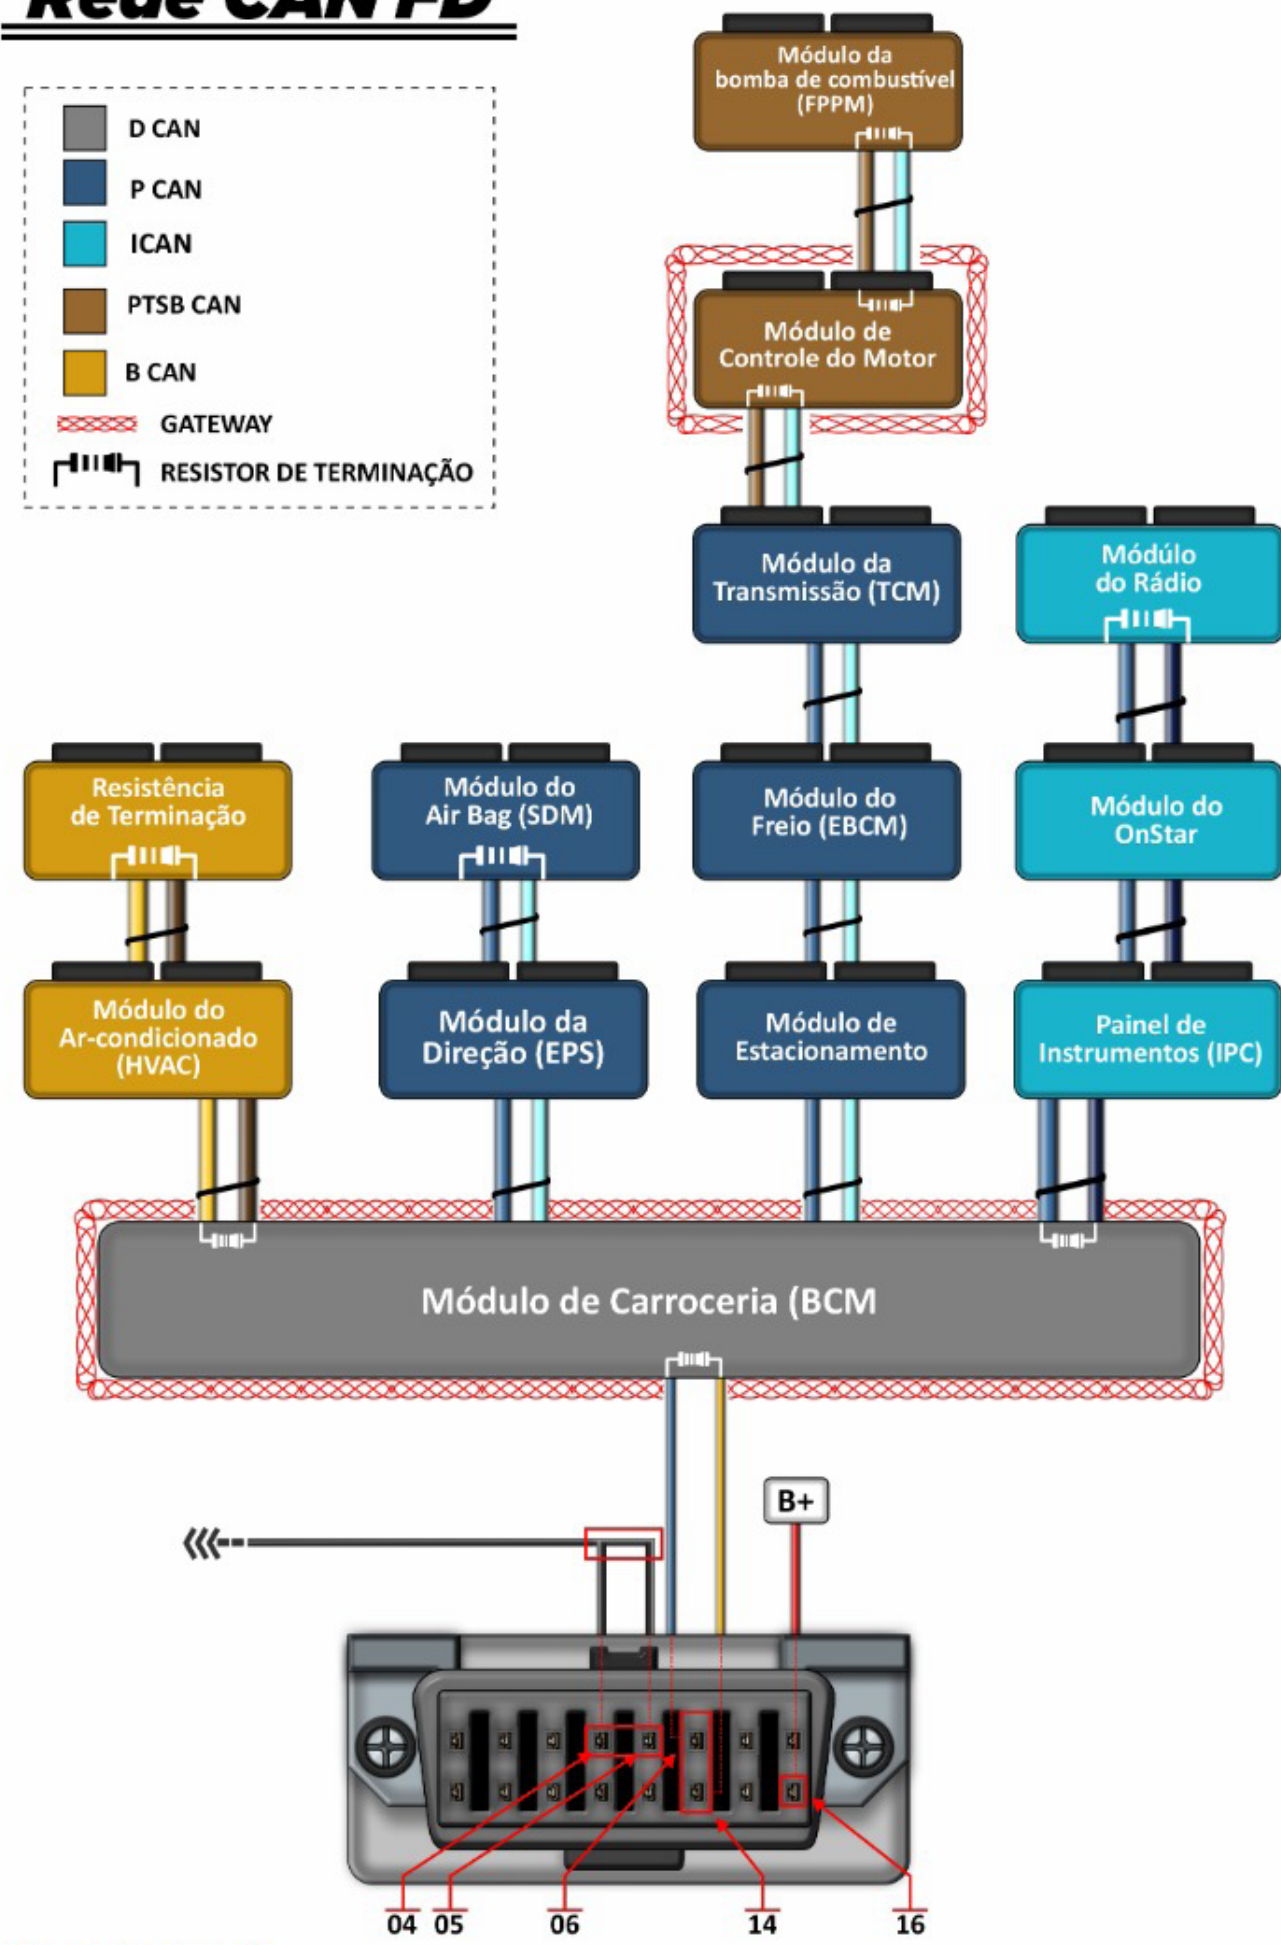 Rede CAN FD
D CAN
P CAN
ICAN
PTSB CAN
B CAN
GATEWAY
RESISTOR DE TERMINAÇÃO
Módulo da
bomba de combustível
(FPPM)
Módulo de
Controle do Motor
Módulo da
Transmissão (TCM)
Módúlo
do Rádio
Resistência
de Terminação
Módulo do
Air Bag (SDM)
Módulo do
Freio (EBCM)
Módulo do
OnStar
Módulo do
Ar-condicionado
(HVAC)
Módulo da
Direção (EPS)
Módulo de
Estacionamento
Painel de
Instrumentos (IPC)
Módulo de Carroceria (BCM
B+
04 05 06 14 16